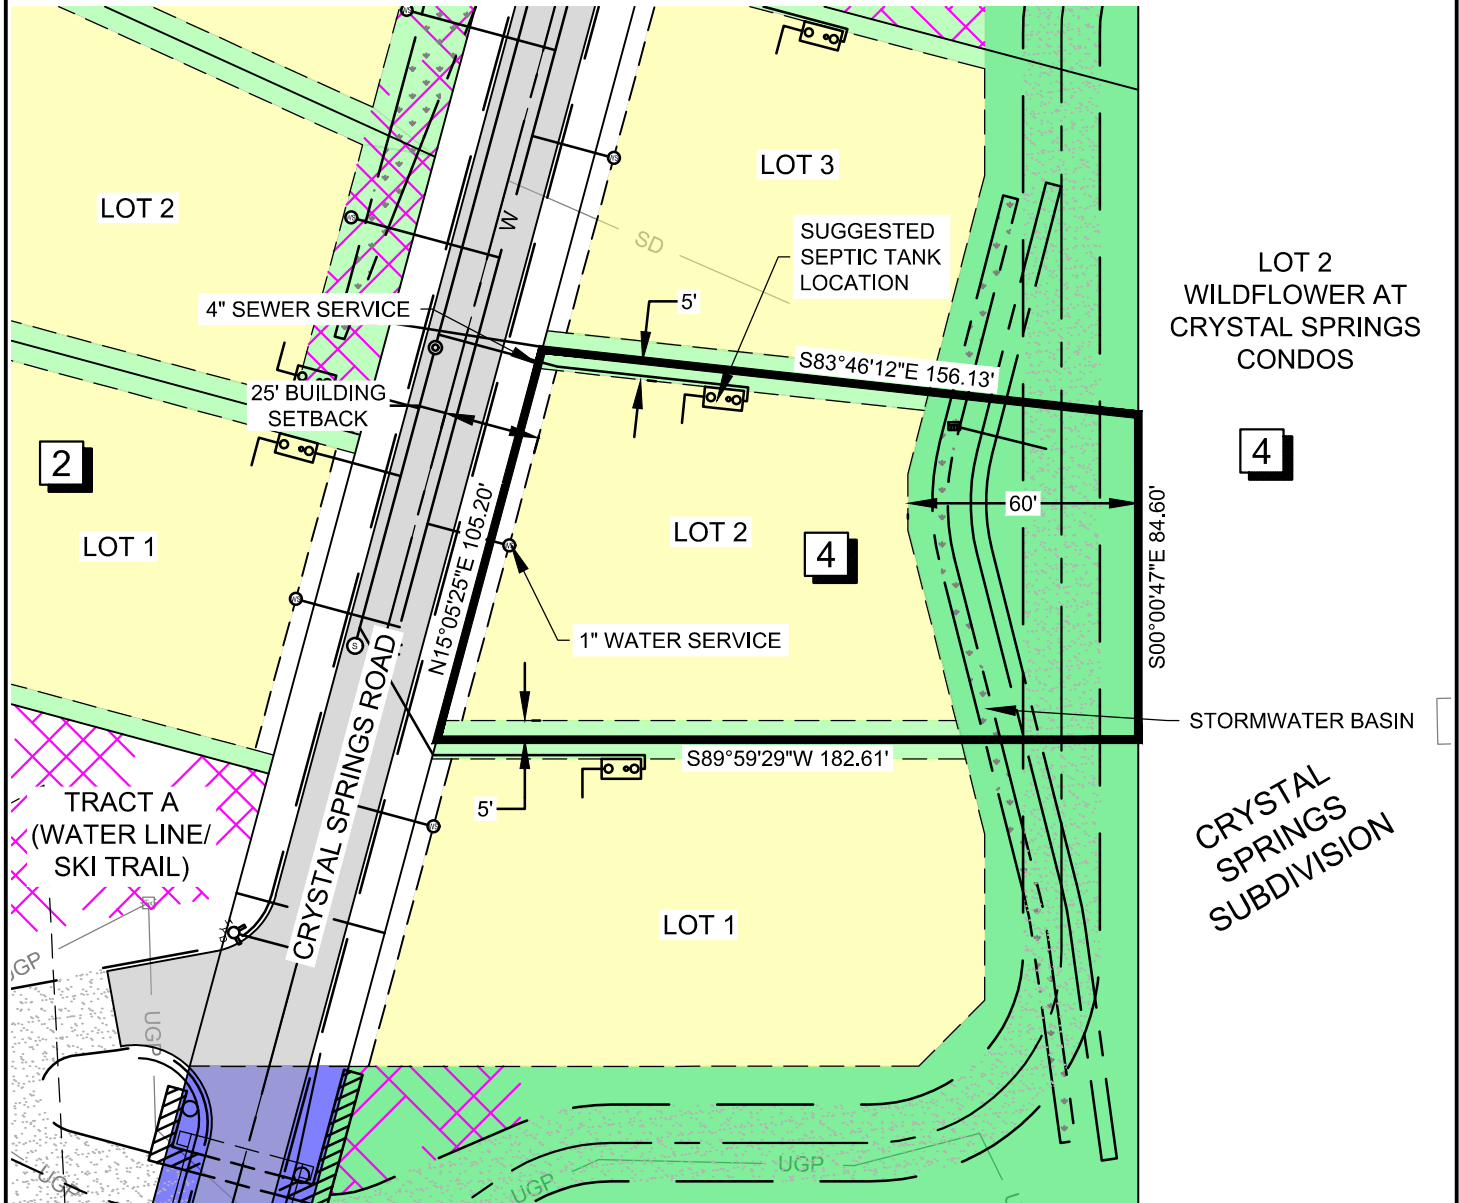 LOT 3
LOT 2
W
SD
SUGGESTED
SEPTIC TANK
LOCATION
LOT 2
WILDFLOWER AT
CRYSTAL SPRINGS
CONDOS
4" SEWER SERVICE
5'
S83°46'12"E 156.13'
25' BUILDING
SETBACK
2
4
LOT 1
N15°05'25"E 105.20'
LOT 2
4
60'
S00°00'47"E 84.60'
1" WATER SERVICE
S
CRYSTAL SPRINGS ROAD
STORMWATER BASIN
S89°59'29"W 182.61'
5'
TRACT A
(WATER LINE/
SKI TRAIL)
CRYSTAL
SPRINGS
SUBDIVISION
LOT 1
UGP
UGP
UGP
UGP
UGP